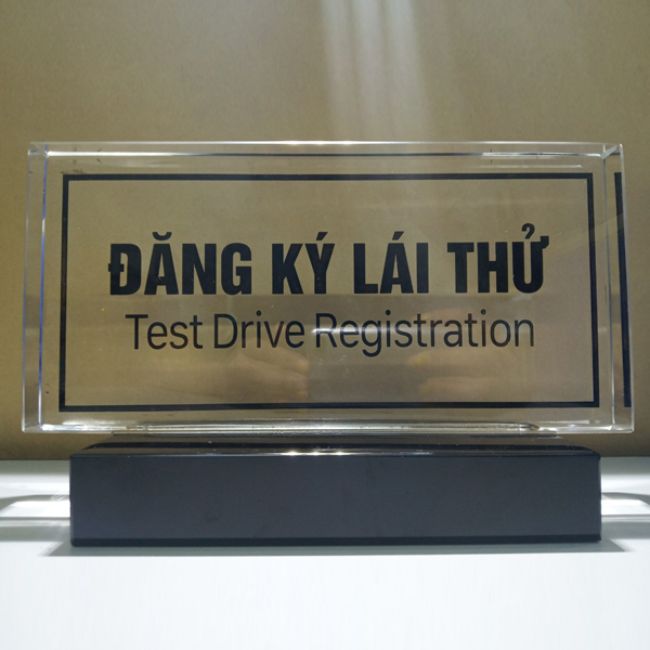 ĐĂNG KÝ LÁI THỬ
Test Drive Registration